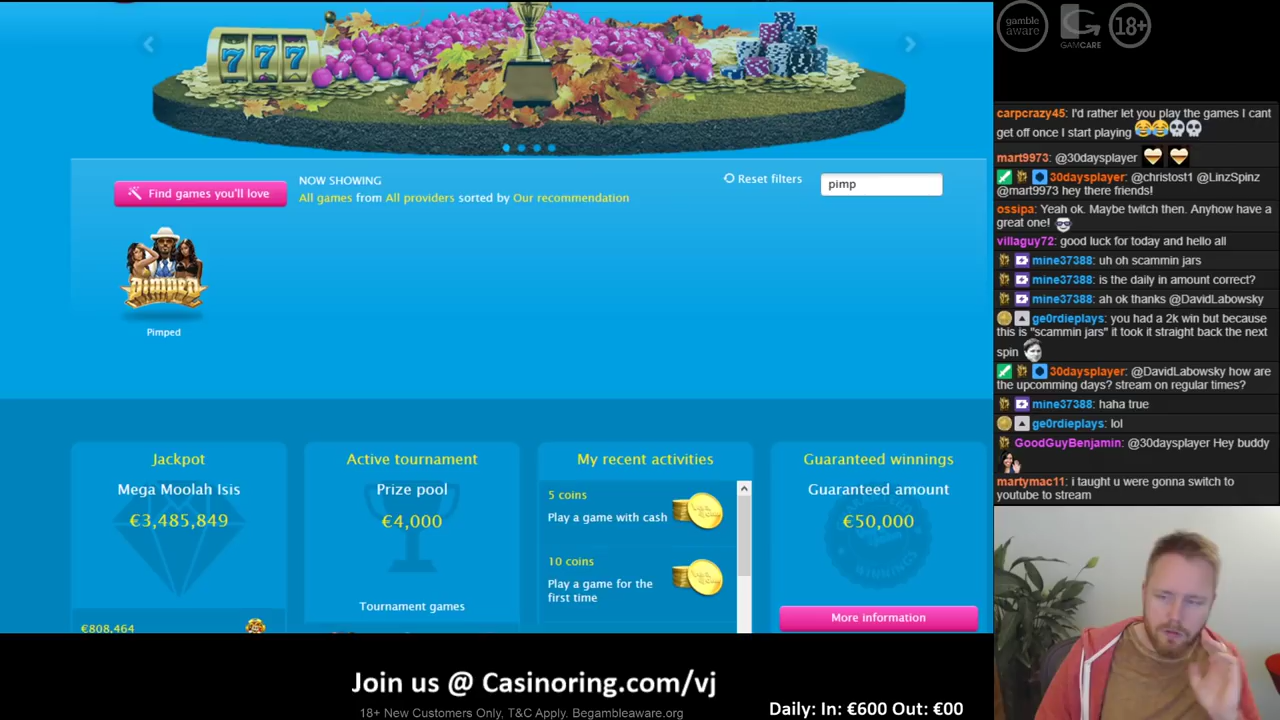 gamble
aware
GAMCARE
18+
7 7 7
NOW SHOWING
All games from All providers sorted by Our recommendation
Find games you'll love
Reset filters
pimp
PIMPED
Pimped
Jackpot
Mega Moolah Isis
€3,485,849
€808,464
Active tournament
Prize pool
€4,000
Tournament games
My recent activities
5 coins
Play a game with cash
10 coins
Play a game for the
first time
Guaranteed winnings
Guaranteed amount
€50,000
More information
carpcrazy45: I'd rather let you play the games I cant
get off once I start playing
mart9973: @30daysplayer
30daysplayer: @christost1 @LinzSpinz
@mart9973 hey there friends!
ossipa: Yeah ok. Maybe twitch then. Anyhow have a
great one!
villaguy72: good luck for today and hello all
mine37388: uh oh scammin jars
mine37388: is the daily in amount correct?
mine37388: ah ok thanks @DavidLabowsky
ge0rdieplays: you had a 2k win but because
this is "scammin jars" it took it straight back the next
spin
30daysplayer: @DavidLabowsky how are
the upcomming days? stream on regular times?
mine37388: haha true
ge0rdieplays: lol
GoodGuyBenjamin: @30daysplayer Hey buddy
martymac11: i taught u were gonna switch to
youtube to stream
Join us @ Casinoring.com/vj
18+ New Customers Only, T&C Apply. Begambleaware.org
Daily: In: €600 Out: €00